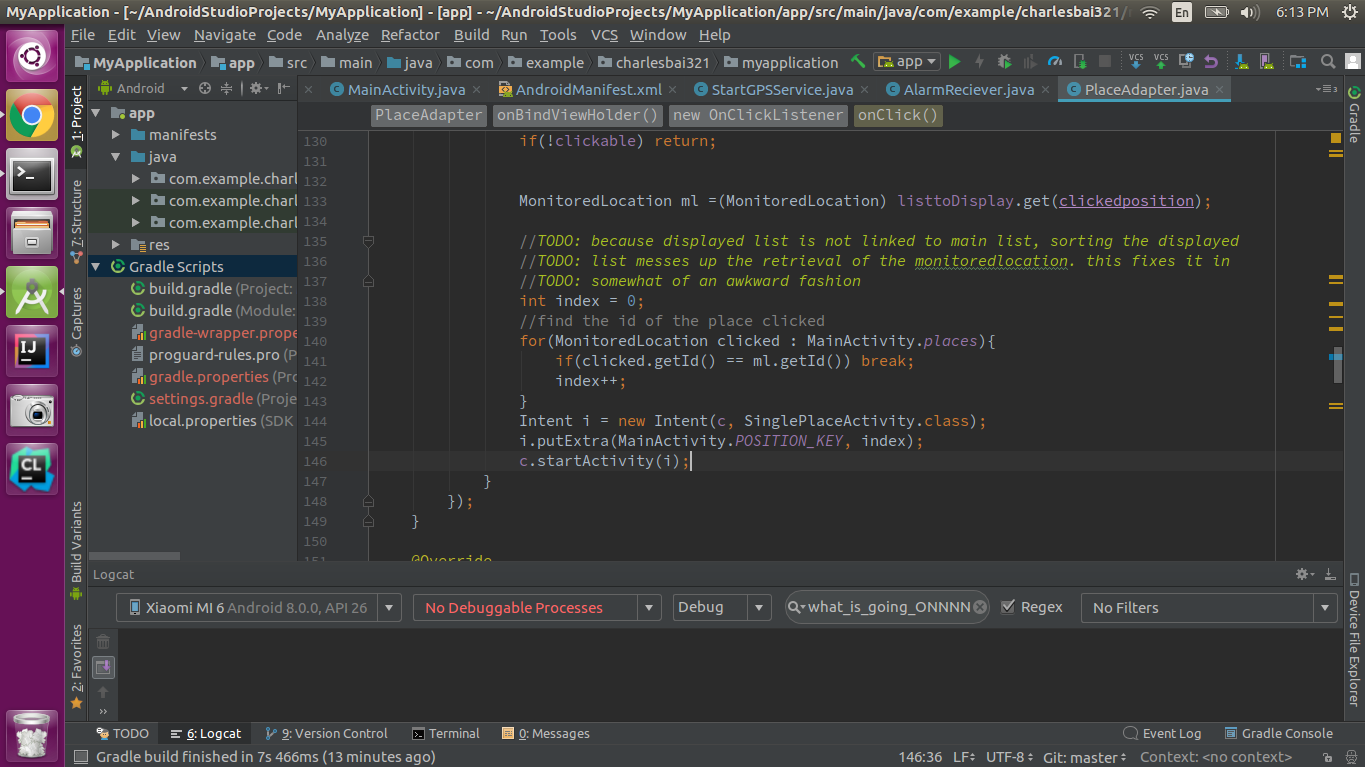 MyApplication - [~/AndroidStudioProjects/MyApplication] - [app] - ~/AndroidStudioProjects/MyApplication/app/src/main/java/com/example/charlesbai321/
En
6:13 PM
File Edit View Navigate Code Analyze Refactor Build Run Tools VCS Window Help
MyApplication app src main java com example charlesbai321 myapplication app VCS VCS
Android MainActivity.java AndroidManifest.xml StartGPSService.java AlarmReciever.java PlaceAdapter.java
PlaceAdapter onBindViewHolder() new OnClickListener onClick()
1: Project
7: Structure
Captures
Build Variants
2: Favorites
app
manifests
java
com.example.charl
com.example.charl
com.example.charl
res
Gradle Scripts
build.gradle (Project:
build.gradle (Module:
gradle-wrapper.prope
proguard-rules.pro (P
gradle.properties (Pro
settings.gradle (Proje
local.properties (SDK
130 if(!clickable) return;
131
132
133 MonitoredLocation ml =(MonitoredLocation) listtoDisplay.get(clickedposition);
134
135 //TODO: because displayed list is not linked to main list, sorting the displayed
136 //TODO: list messes up the retrieval of the monitoredlocation. this fixes it in
137 //TODO: somewhat of an awkward fashion
138 int index = 0;
139 //find the id of the place clicked
140 for(MonitoredLocation clicked : MainActivity.places){
141 if(clicked.getId() == ml.getId()) break;
142 index++;
143 }
144 Intent i = new Intent(c, SinglePlaceActivity.class);
145 i.putExtra(MainActivity.POSITION_KEY, index);
146 c.startActivity(i);
147 }
148 });
149 }
150
151 @Override
Gradle
Device File Explorer
Logcat
Xiaomi MI 6 Android 8.0.0, API 26 No Debuggable Processes Debug what_is_going_ONNNN Regex No Filters
TODO 6: Logcat 9: Version Control Terminal 0: Messages Event Log Gradle Console
Gradle build finished in 7s 466ms (13 minutes ago) 146:36 LF UTF-8 Git: master Context: <no context>
IJ
CL